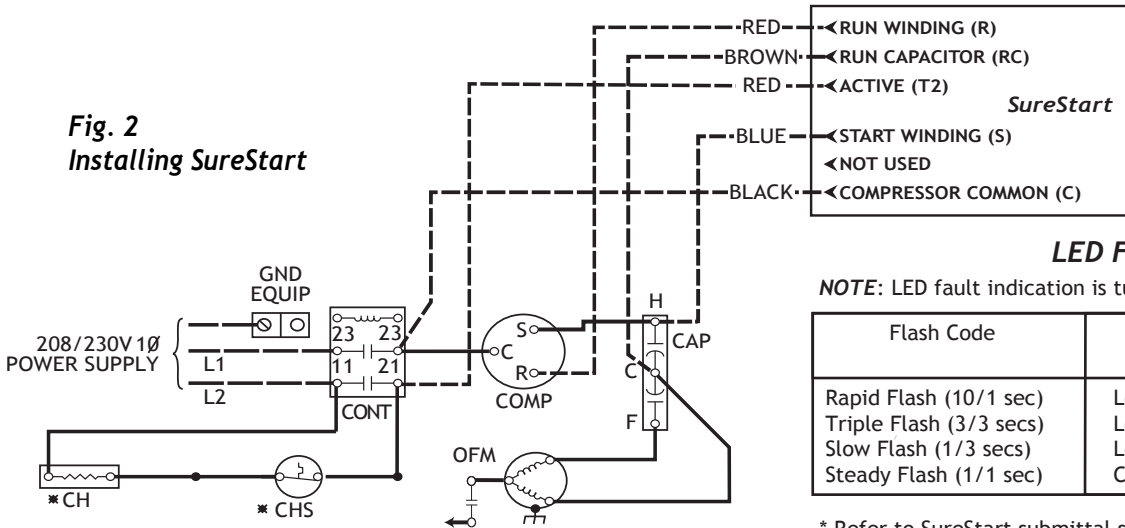 RED
RUN WINDING (R)
BROWN
RUN CAPACITOR (RC)
RED
ACTIVE (T2)
SureStart
BLUE
START WINDING (S)
NOT USED
BLACK
COMPRESSOR COMMON (C)
Fig. 2
Installing SureStart
GND
EQUIP
208/230V 1Ø
POWER SUPPLY
L1
L2
23 23
11 21
CONT
S
C
R
COMP
H
CAP
C
F
OFM
* CH
* CHS
LED F
NOTE: LED fault indication is
Flash Code
Rapid Flash (10/1 sec)
Triple Flash (3/3 secs)
Slow Flash (1/3 secs)
Steady Flash (1/1 sec)
* Refer to SureStart submittal